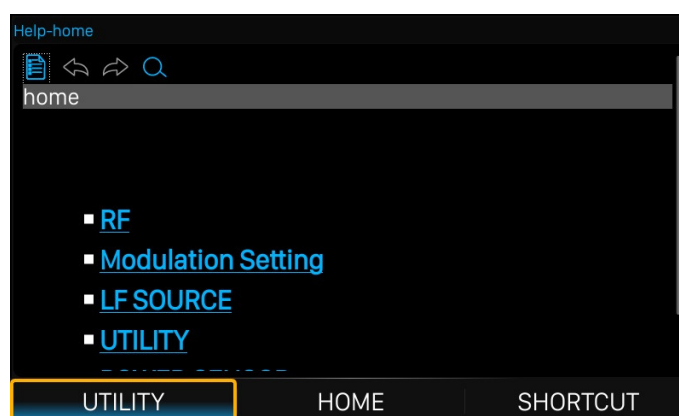 Help-home
home
RF
Modulation Setting
LF SOURCE
UTILITY
UTILITY HOME SHORTCUT